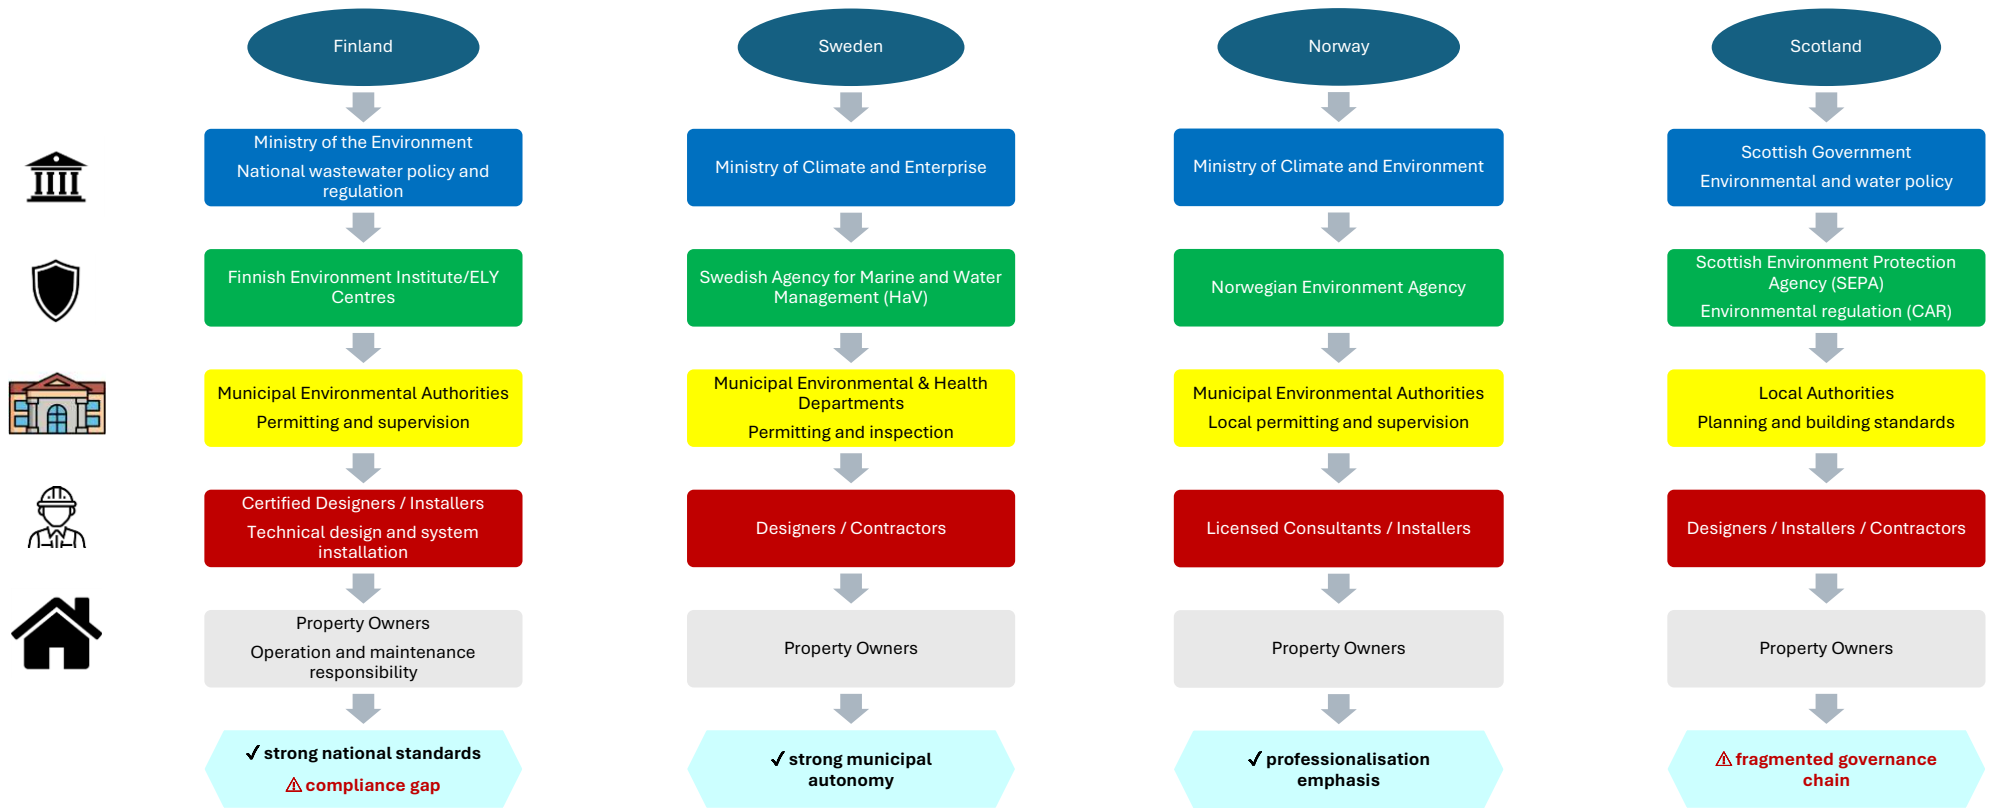 Finland
Sweden
Norway
Scotland
Ministry of the Environment
National wastewater policy and
regulation
Ministry of Climate and Enterprise
Ministry of Climate and Environment
Scottish Government
Environmental and water policy
Finnish Environment Institute/ELY
Centres
Swedish Agency for Marine and Water
Management (HaV)
Norwegian Environment Agency
Scottish Environment Protection
Agency (SEPA)
Environmental regulation (CAR)
Municipal Environmental Authorities
Permitting and supervision
Municipal Environmental & Health
Departments
Permitting and inspection
Municipal Environmental Authorities
Local permitting and supervision
Local Authorities
Planning and building standards
Certified Designers / Installers
Technical design and system
installation
Designers / Contractors
Licensed Consultants / Installers
Designers / Installers / Contractors
Property Owners
Operation and maintenance
responsibility
Property Owners
Property Owners
Property Owners
✓ strong national standards
⚠ compliance gap
✓ strong municipal
autonomy
✓ professionalisation
emphasis
⚠ fragmented governance
chain